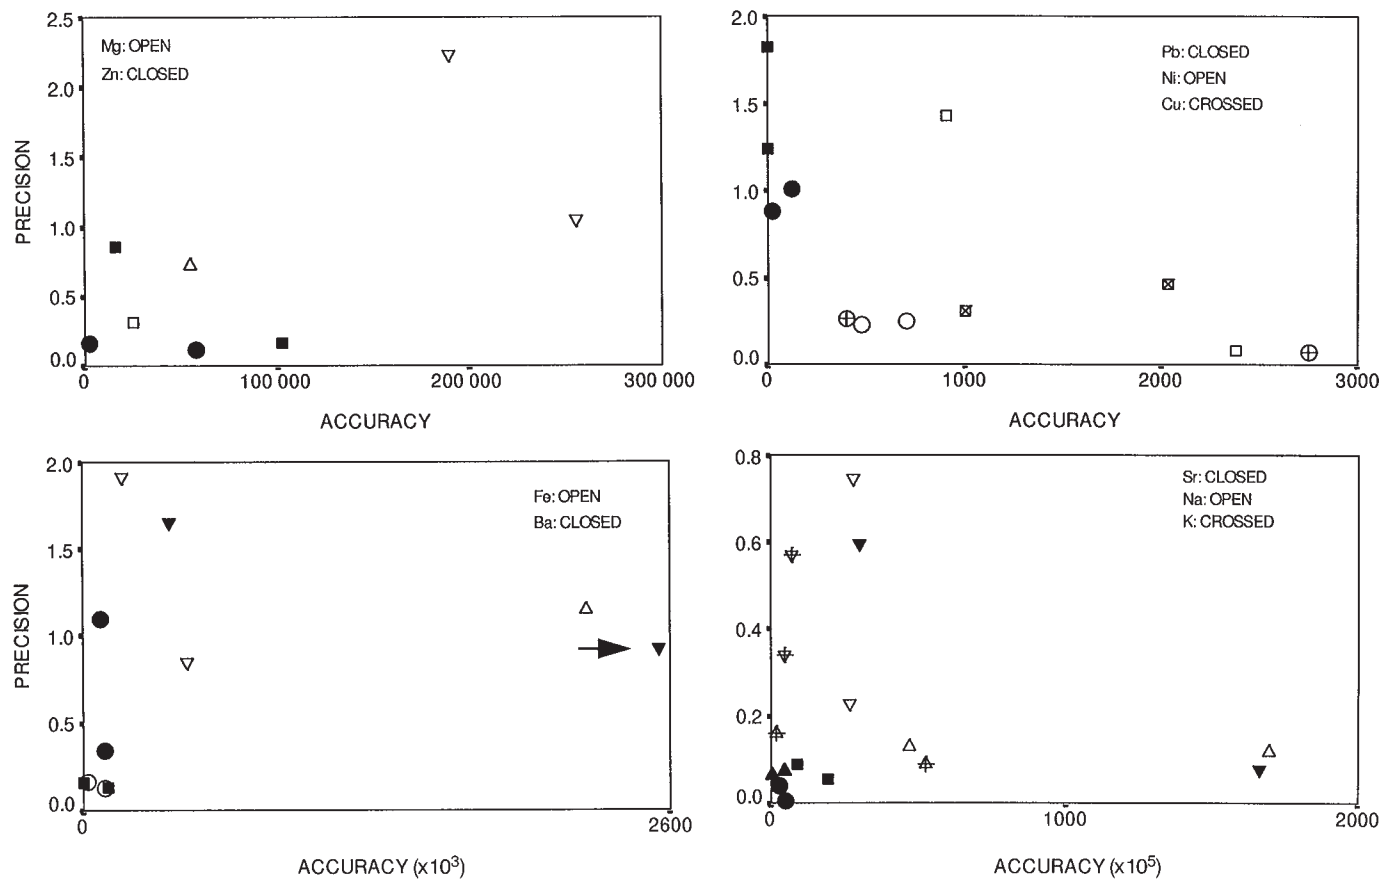 2.5
2.0
1.5
1.0
0.5
0.0
PRECISION
Mg: OPEN
Zn: CLOSED
0
100 000
200 000
300 000
ACCURACY
2.0
1.5
1.0
0.5
0.0
Pb: CLOSED
Ni: OPEN
Cu: CROSSED
0
1000
2000
3000
ACCURACY
2.0
1.5
1.0
0.5
0.0
PRECISION
Fe: OPEN
Ba: CLOSED
0
2600
ACCURACY (x10³)
0.8
0.6
0.4
0.2
0.0
Sr: CLOSED
Na: OPEN
K: CROSSED
0
1000
2000
ACCURACY (x10⁵)